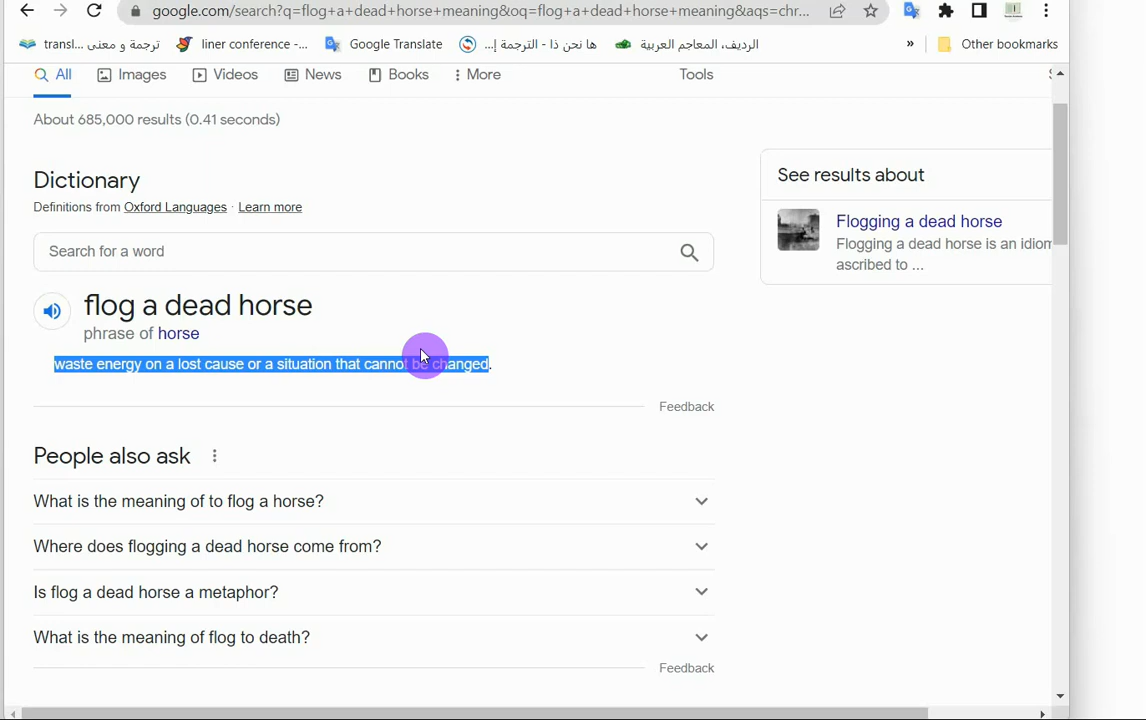 google.com/search?q=flog+a+dead+horse+meaning&oq=flog+a+dead+horse+meaning&aqs=chr...
transl... ترجمة و معنى
liner conference -...
Google Translate
ها نحن ذا - الترجمة إ...
الرديف، المعاجم العربية
»
Other bookmarks
All
Images
Videos
News
Books
More
Tools
About 685,000 results (0.41 seconds)
Dictionary
Definitions from Oxford Languages · Learn more
Search for a word
flog a dead horse
phrase of horse
waste energy on a lost cause or a situation that cannot be changed.
Feedback
See results about
Flogging a dead horse
Flogging a dead horse is an idiom
ascribed to ...
People also ask
What is the meaning of to flog a horse?
Where does flogging a dead horse come from?
Is flog a dead horse a metaphor?
What is the meaning of flog to death?
Feedback